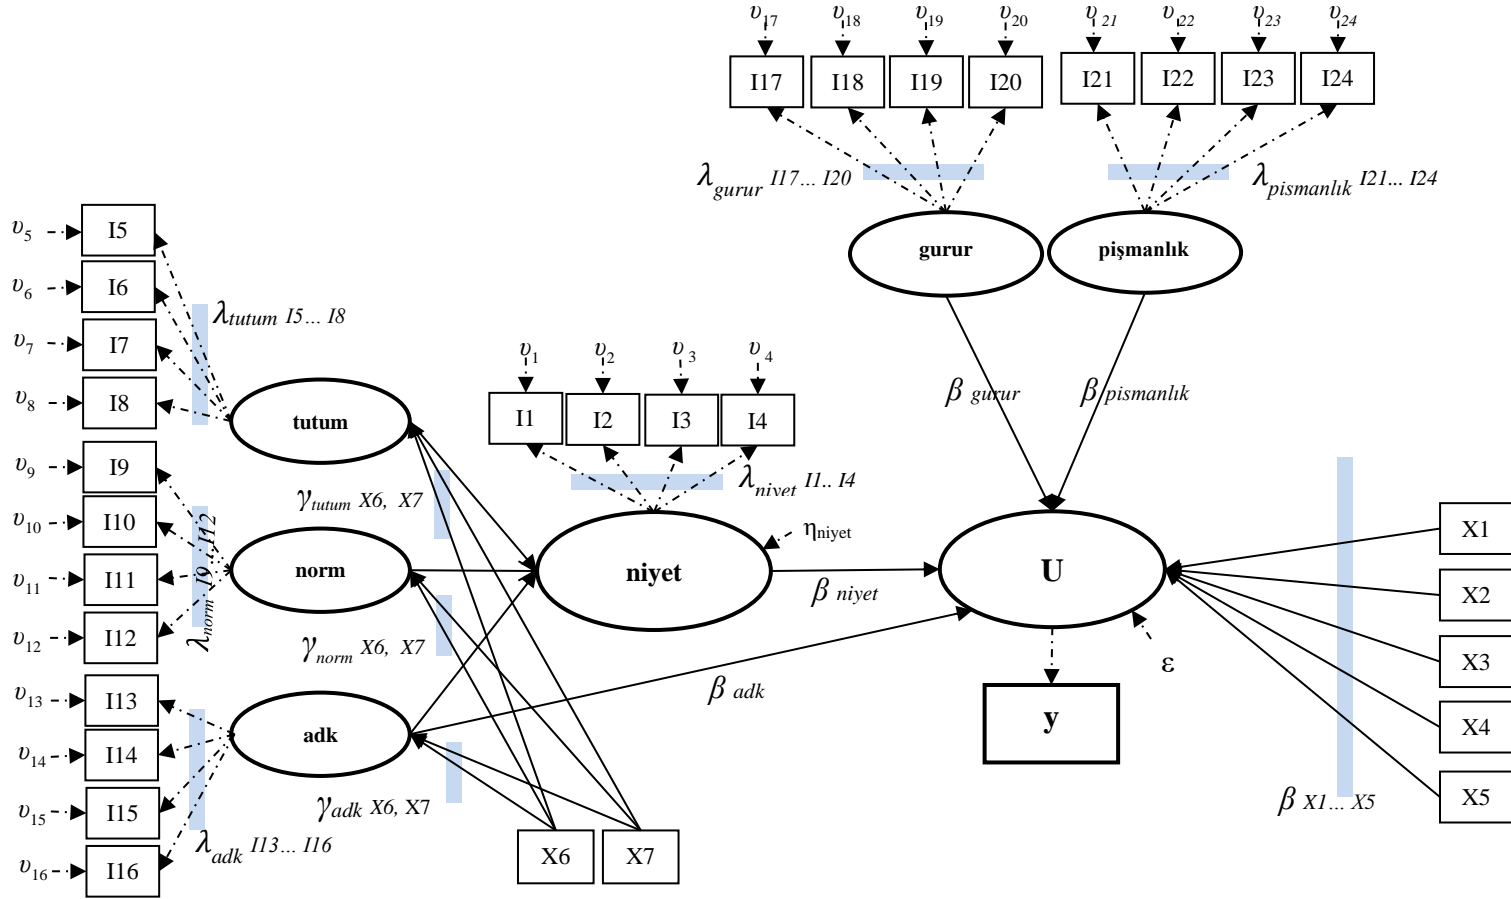 υ17 υ18 υ19 υ20 υ21 υ22 υ23 υ24
I17 I18 I19 I20 I21 I22 I23 I24
λgurur I17... I20
λpismanlık I21... I24
gurur
pişmanlık
β gurur
β pismanlık
υ5 I5
υ6 I6
υ7 I7
υ8 I8
λtutum I5... I8
tutum
υ1 υ2 υ3 υ4
I1 I2 I3 I4
λniyet I1.. I4
υ9 I9
υ10 I10
υ11 I11
υ12 I12
λnorm I9... I12
γtutum X6, X7
norm
niyet
ηniyet
β niyet
U
ε
y
γnorm X6, X7
β adk
υ13 I13
υ14 I14
υ15 I15
υ16 I16
adk
λadk I13... I16
γadk X6, X7
X6 X7
X1
X2
X3
X4
X5
β X1... X5